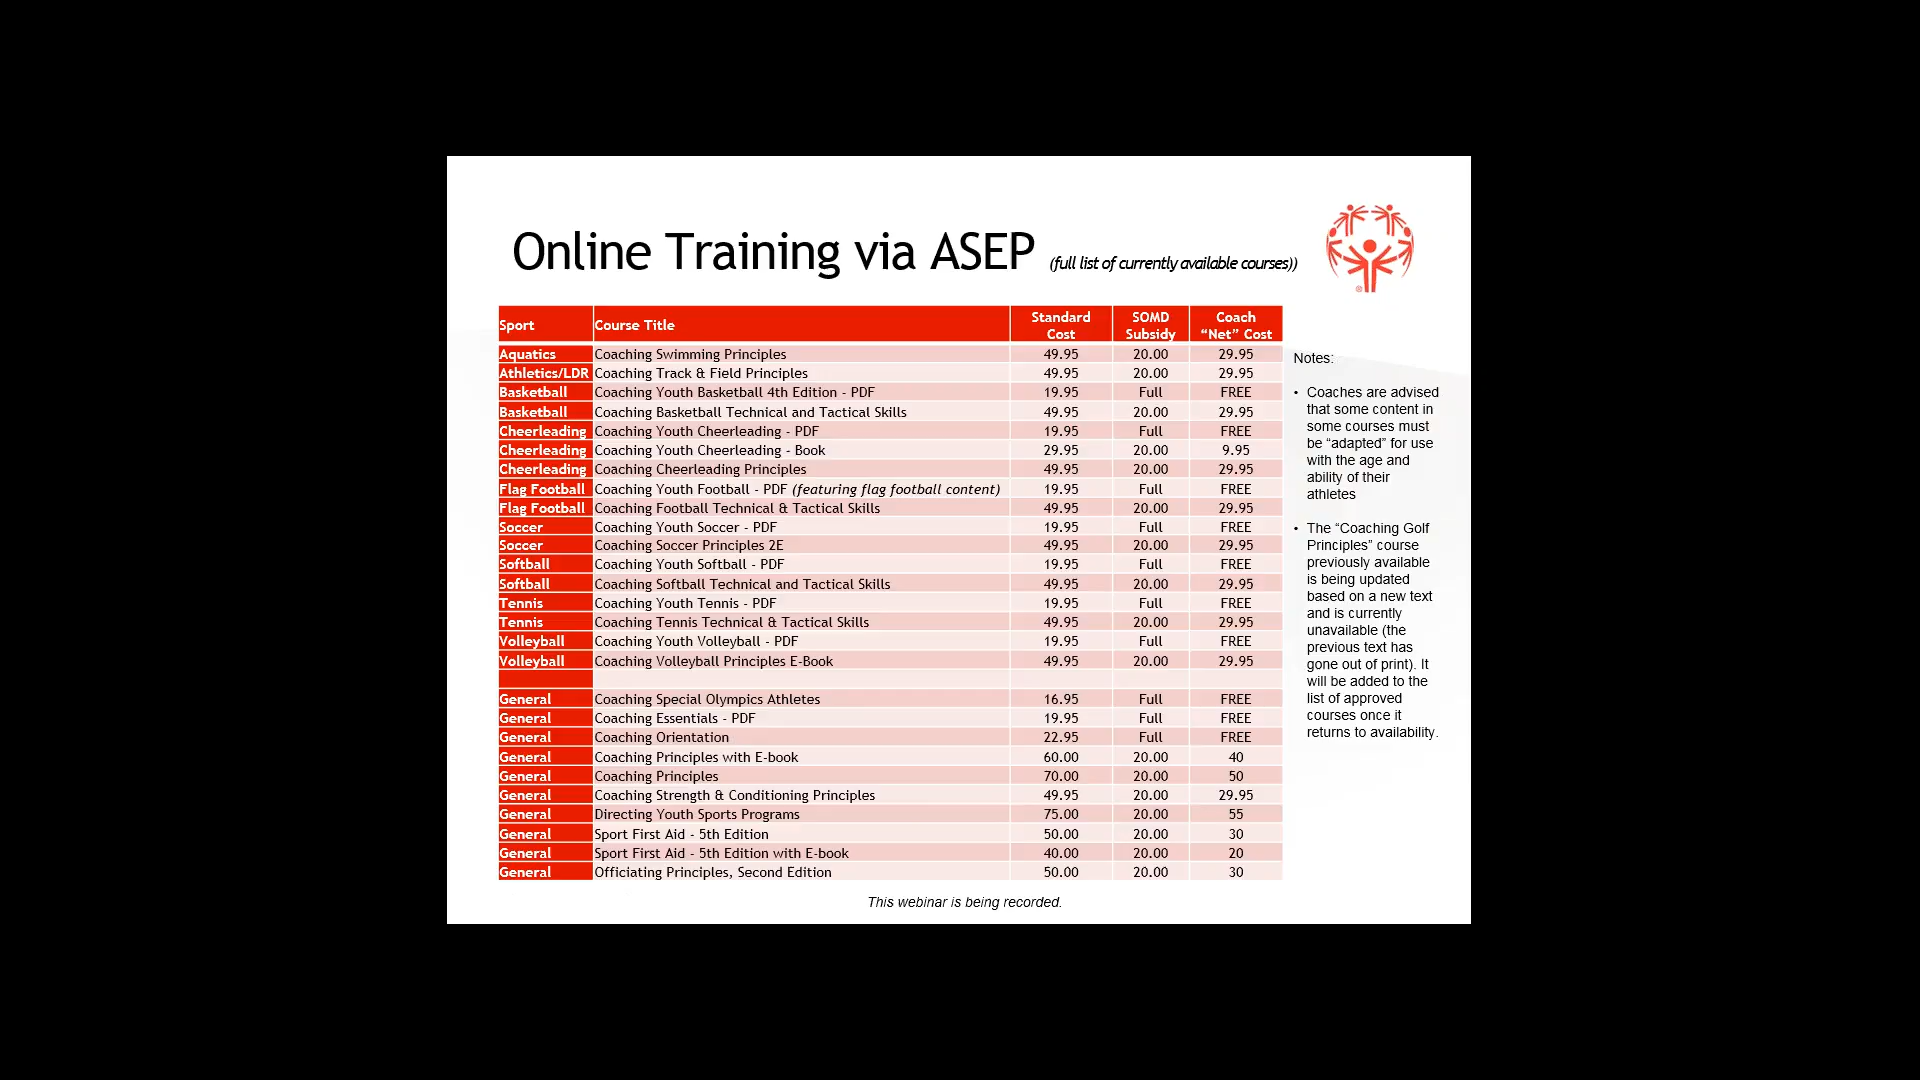 Online Training via ASEP (full list of currently available courses))
®
Sport Course Title Standard Cost SOMD Subsidy Coach “Net” Cost
Aquatics Coaching Swimming Principles 49.95 20.00 29.95
Athletics/LDR Coaching Track & Field Principles 49.95 20.00 29.95
Basketball Coaching Youth Basketball 4th Edition - PDF 19.95 Full FREE
Basketball Coaching Basketball Technical and Tactical Skills 49.95 20.00 29.95
Cheerleading Coaching Youth Cheerleading - PDF 19.95 Full FREE
Cheerleading Coaching Youth Cheerleading - Book 29.95 20.00 9.95
Cheerleading Coaching Cheerleading Principles 49.95 20.00 29.95
Flag Football Coaching Youth Football - PDF (featuring flag football content) 19.95 Full FREE
Flag Football Coaching Football Technical & Tactical Skills 49.95 20.00 29.95
Soccer Coaching Youth Soccer - PDF 19.95 Full FREE
Soccer Coaching Soccer Principles 2E 49.95 20.00 29.95
Softball Coaching Youth Softball - PDF 19.95 Full FREE
Softball Coaching Softball Technical and Tactical Skills 49.95 20.00 29.95
Tennis Coaching Youth Tennis - PDF 19.95 Full FREE
Tennis Coaching Tennis Technical & Tactical Skills 49.95 20.00 29.95
Volleyball Coaching Youth Volleyball - PDF 19.95 Full FREE
Volleyball Coaching Volleyball Principles E-Book 49.95 20.00 29.95
General Coaching Special Olympics Athletes 16.95 Full FREE
General Coaching Essentials - PDF 19.95 Full FREE
General Coaching Orientation 22.95 Full FREE
General Coaching Principles with E-book 60.00 20.00 40
General Coaching Principles 70.00 20.00 50
General Coaching Strength & Conditioning Principles 49.95 20.00 29.95
General Directing Youth Sports Programs 75.00 20.00 55
General Sport First Aid - 5th Edition 50.00 20.00 30
General Sport First Aid - 5th Edition with E-book 40.00 20.00 20
General Officiating Principles, Second Edition 50.00 20.00 30
Notes:
• Coaches are advised
that some content in
some courses must
be “adapted” for use
with the age and
ability of their
athletes
• The “Coaching Golf
Principles” course
previously available
is being updated
based on a new text
and is currently
unavailable (the
previous text has
gone out of print). It
will be added to the
list of approved
courses once it
returns to availability.
This webinar is being recorded.